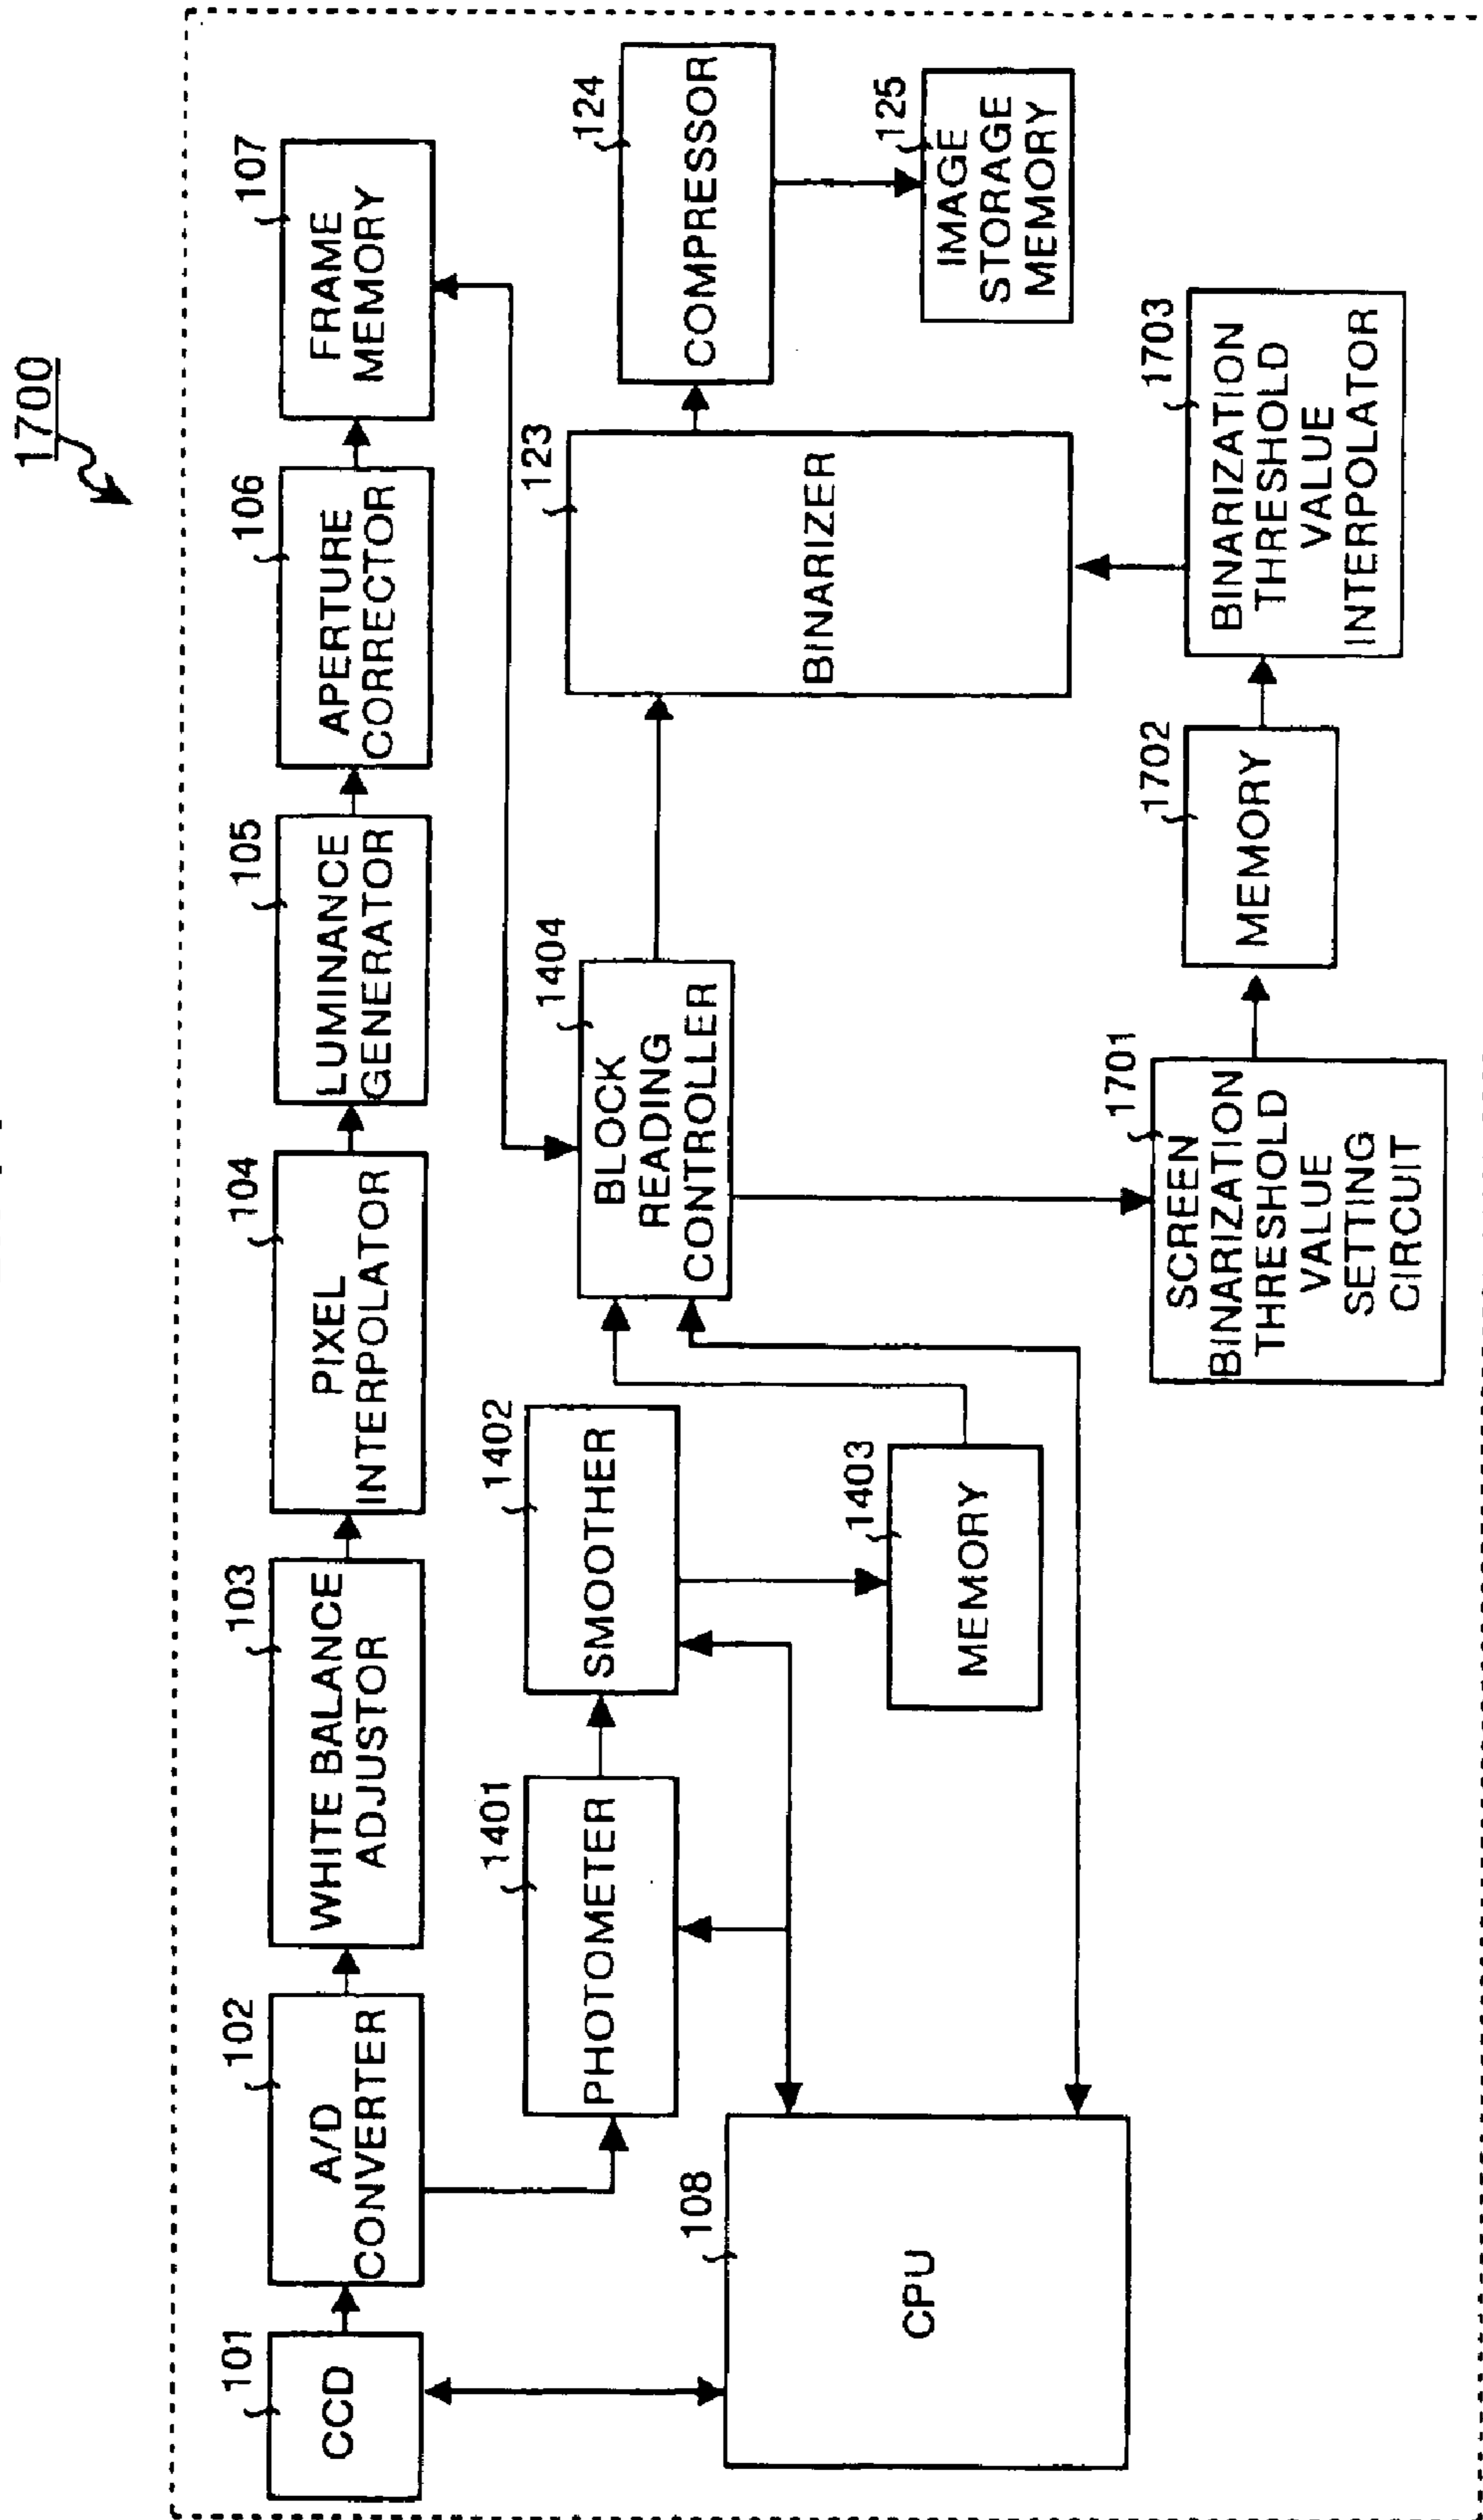 1700
101
CCD
102
A/D
CONVERTER
103
WHITE BALANCE
ADJUSTOR
104
PIXEL
INTERPOLATOR
105
LUMINANCE
GENERATOR
106
APERTURE
CORRECTOR
107
FRAME
MEMORY
1401
PHOTOMETER
1402
SMOOTHER
1404
BLOCK
READING
CONTROLLER
123
BINARIZER
124
COMPRESSOR
125
IMAGE
STORAGE
MEMORY
108
CPU
1403
MEMORY
1701
SCREEN
BINARIZATION
THRESHOLD
VALUE
SETTING
CIRCUIT
1702
MEMORY
1703
BINARIZATION
THRESHOLD
VALUE
INTERPOLATOR